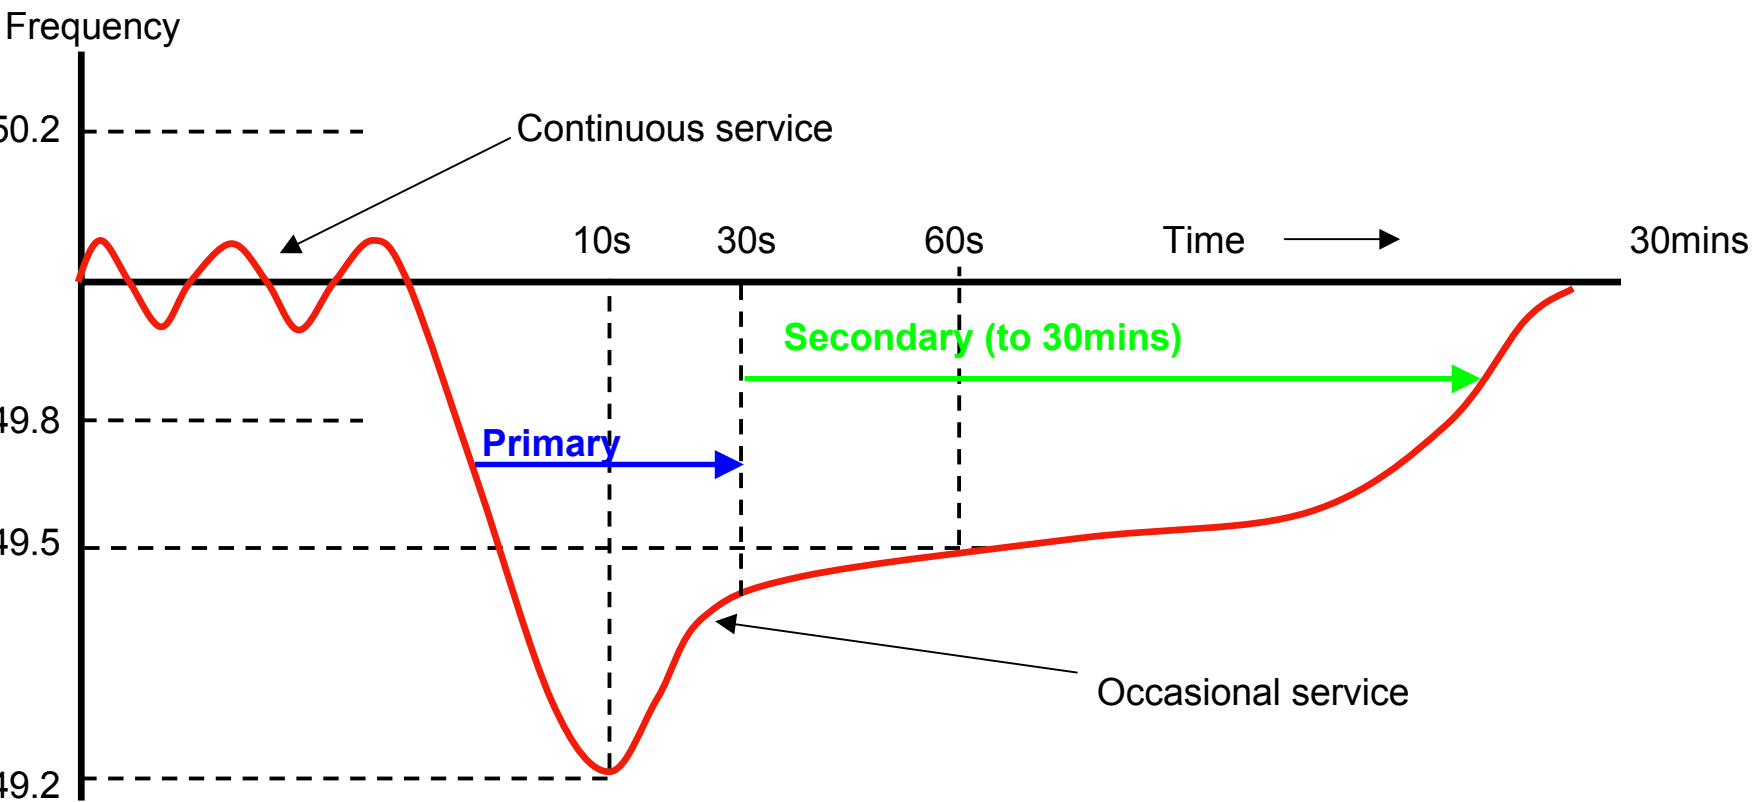 Frequency
50.2
Continuous service
10s 30s 60s Time 30mins
Secondary (to 30mins)
49.8
Primary
49.5
Occasional service
49.2